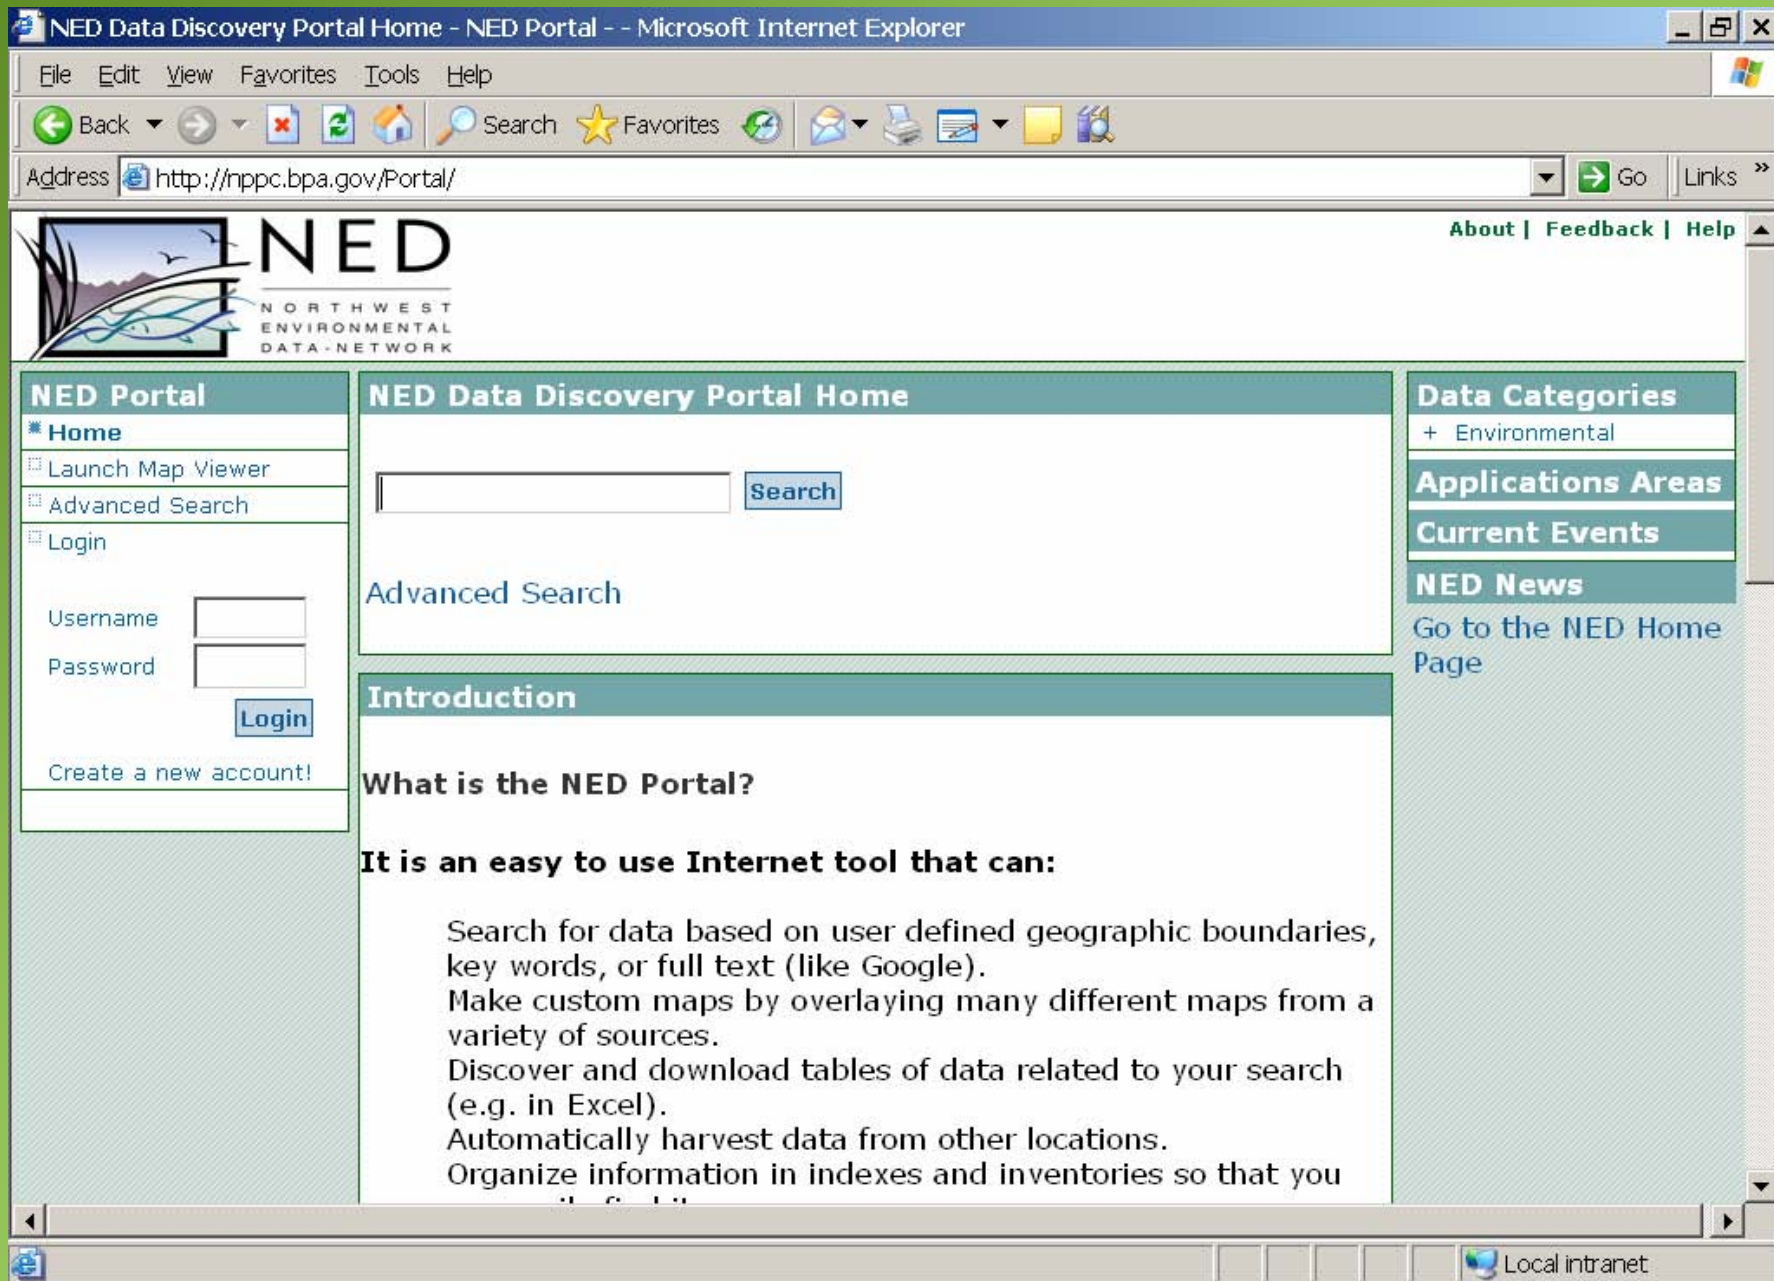 NED Data Discovery Portal Home - NED Portal - - Microsoft Internet Explorer
File Edit View Favorites Tools Help
Back Search Favorites
Address http://nppc.bpa.gov/Portal/ Go Links »
About | Feedback | Help
NED
NORTHWEST
ENVIRONMENTAL
DATA-NETWORK
NED Portal
Home
Launch Map Viewer
Advanced Search
Login
Username
Password
Login
Create a new account!
NED Data Discovery Portal Home
Search
Advanced Search
Introduction
What is the NED Portal?
It is an easy to use Internet tool that can:
Search for data based on user defined geographic boundaries,
key words, or full text (like Google).
Make custom maps by overlaying many different maps from a
variety of sources.
Discover and download tables of data related to your search
(e.g. in Excel).
Automatically harvest data from other locations.
Organize information in indexes and inventories so that you
Data Categories
+ Environmental
Applications Areas
Current Events
NED News
Go to the NED Home
Page
Local intranet